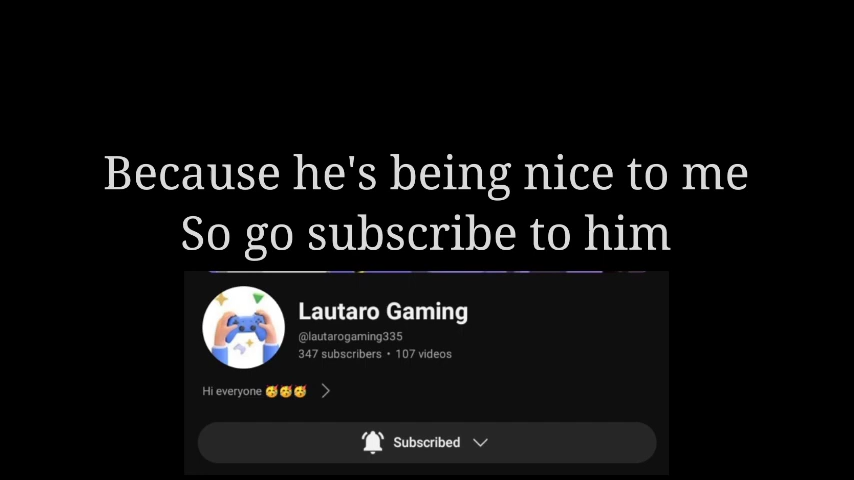 Because he's being nice to me
So go subscribe to him
Lautaro Gaming
@lautarogaming335
347 subscribers • 107 videos
Hi everyone 🥳🥳🥳
Subscribed